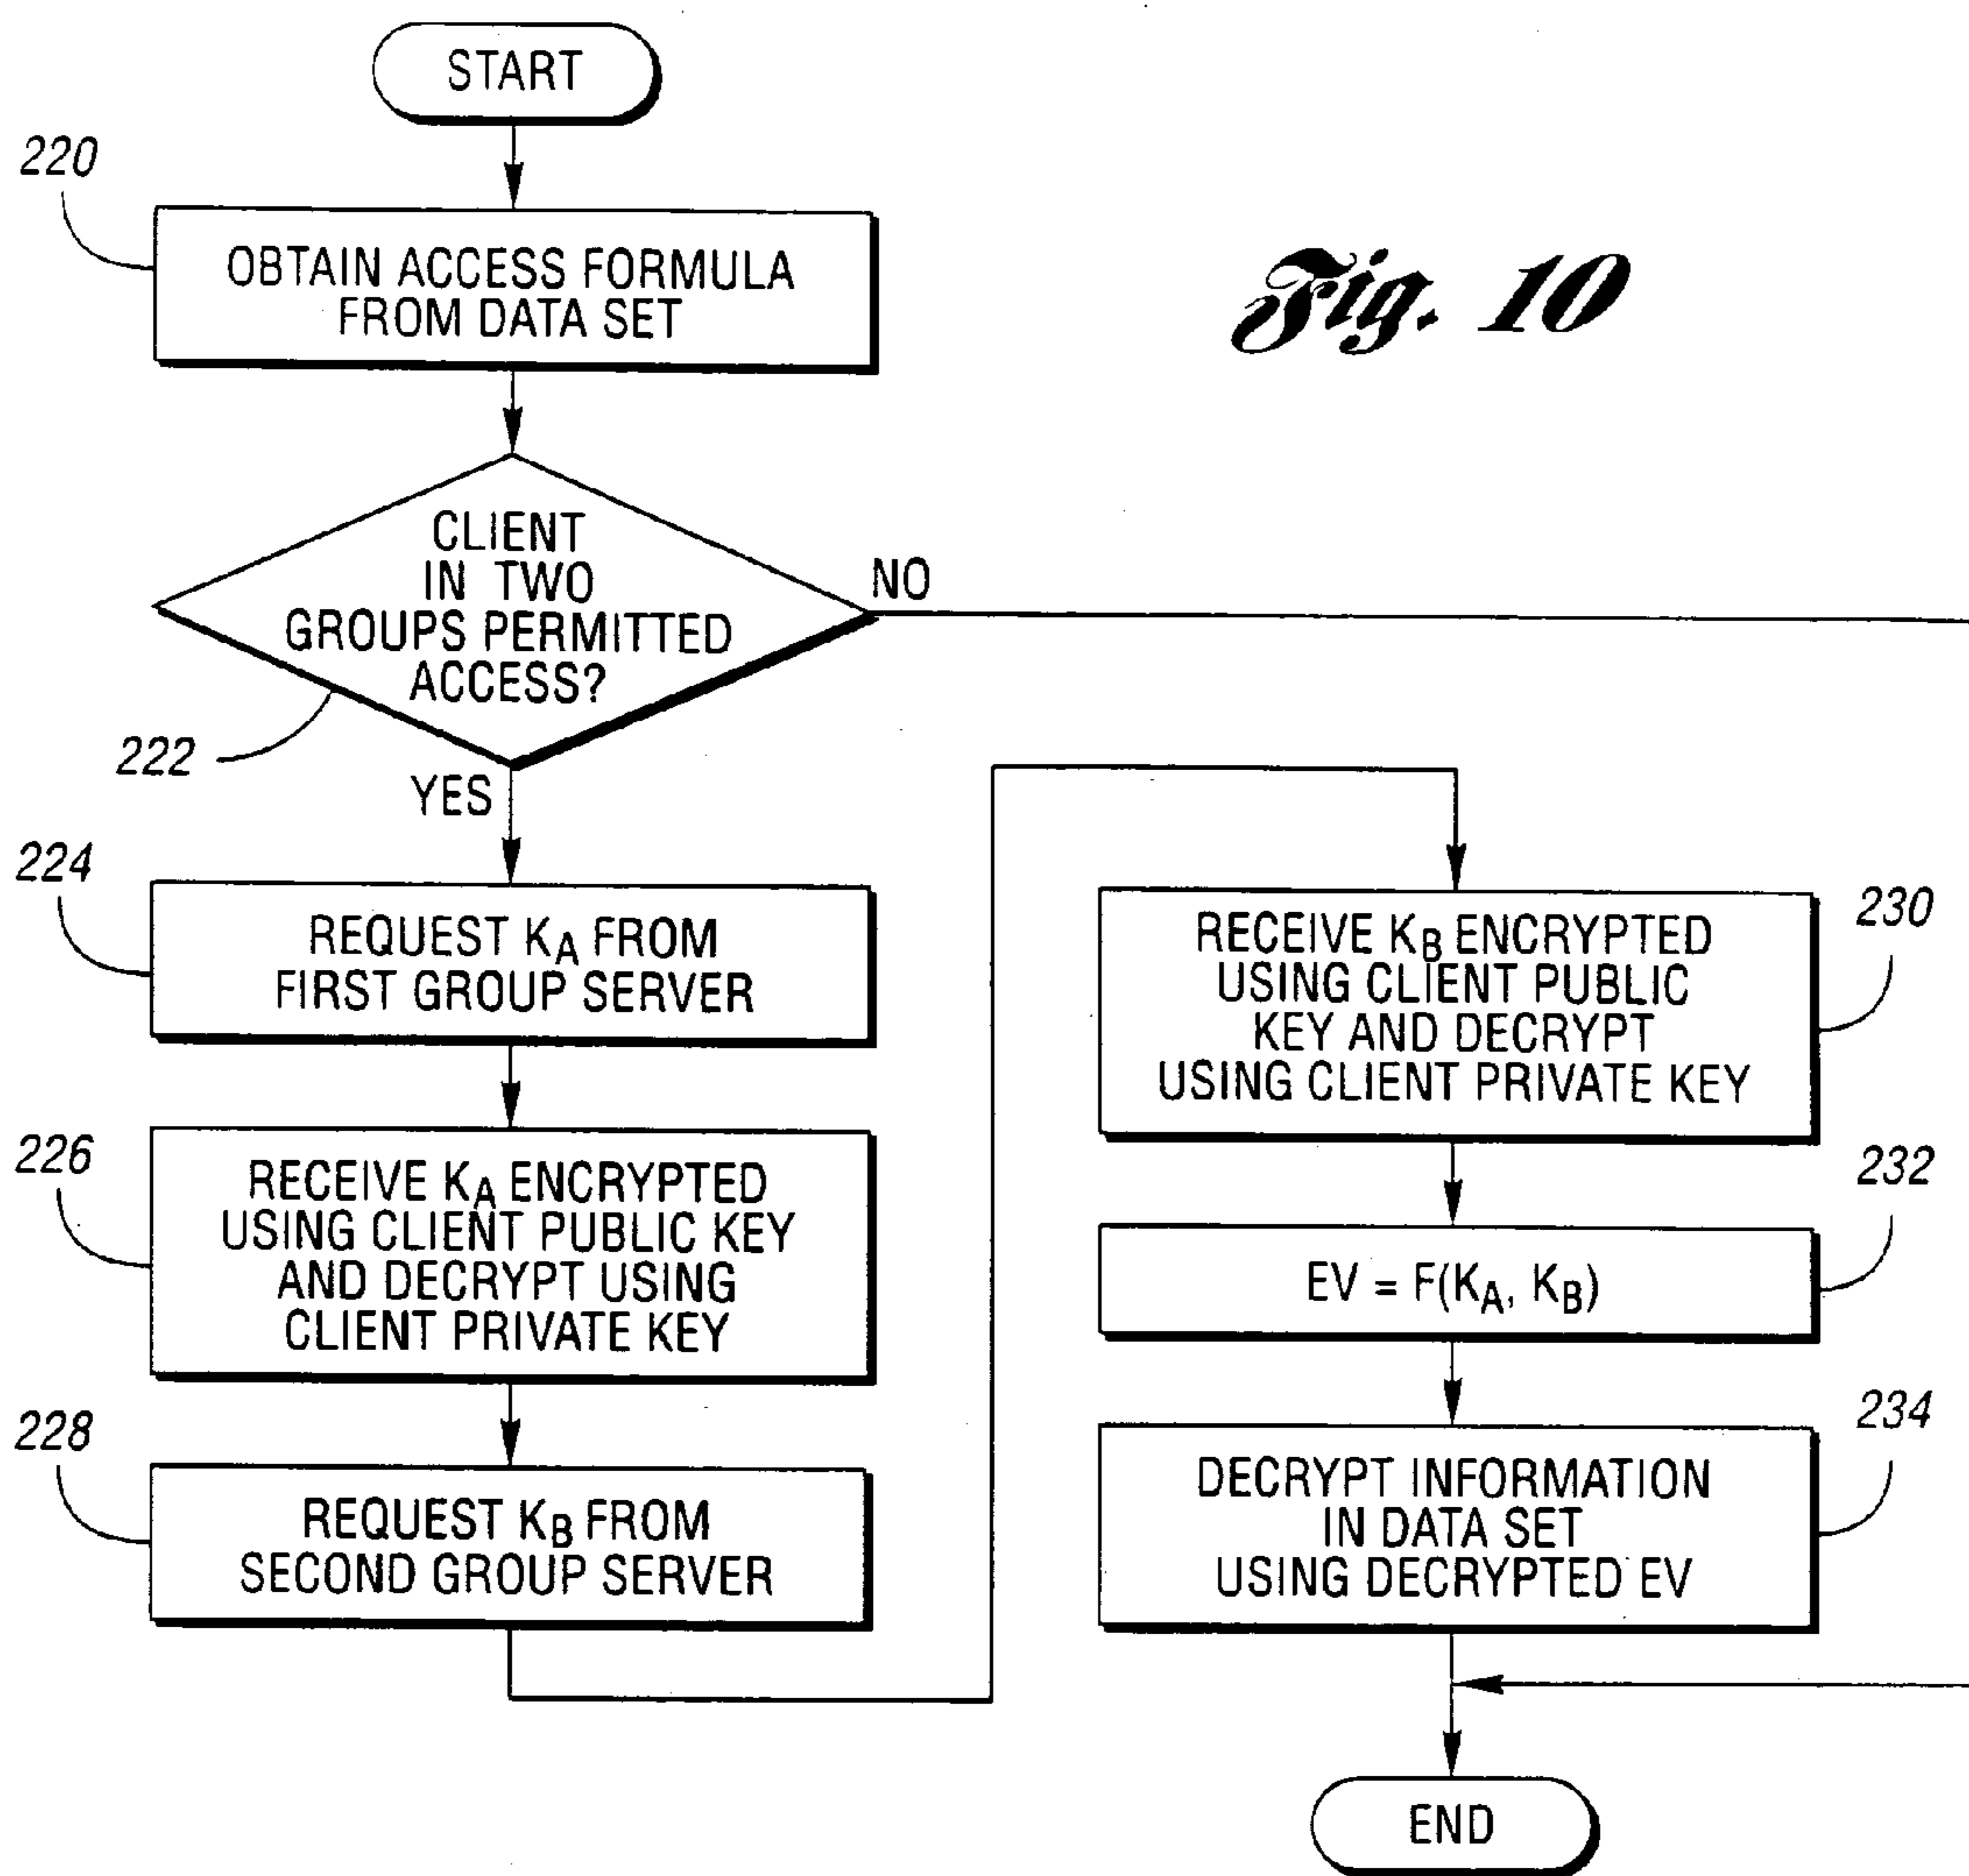 START
220
OBTAIN ACCESS FORMULA
FROM DATA SET
Fig. 10
CLIENT
IN TWO
GROUPS PERMITTED
ACCESS?
NO
222
YES
224
REQUEST KA FROM
FIRST GROUP SERVER
226
RECEIVE KA ENCRYPTED
USING CLIENT PUBLIC KEY
AND DECRYPT USING
CLIENT PRIVATE KEY
228
REQUEST KB FROM
SECOND GROUP SERVER
230
RECEIVE KB ENCRYPTED
USING CLIENT PUBLIC
KEY AND DECRYPT
USING CLIENT PRIVATE KEY
232
EV = F(KA, KB)
234
DECRYPT INFORMATION
IN DATA SET
USING DECRYPTED EV
END